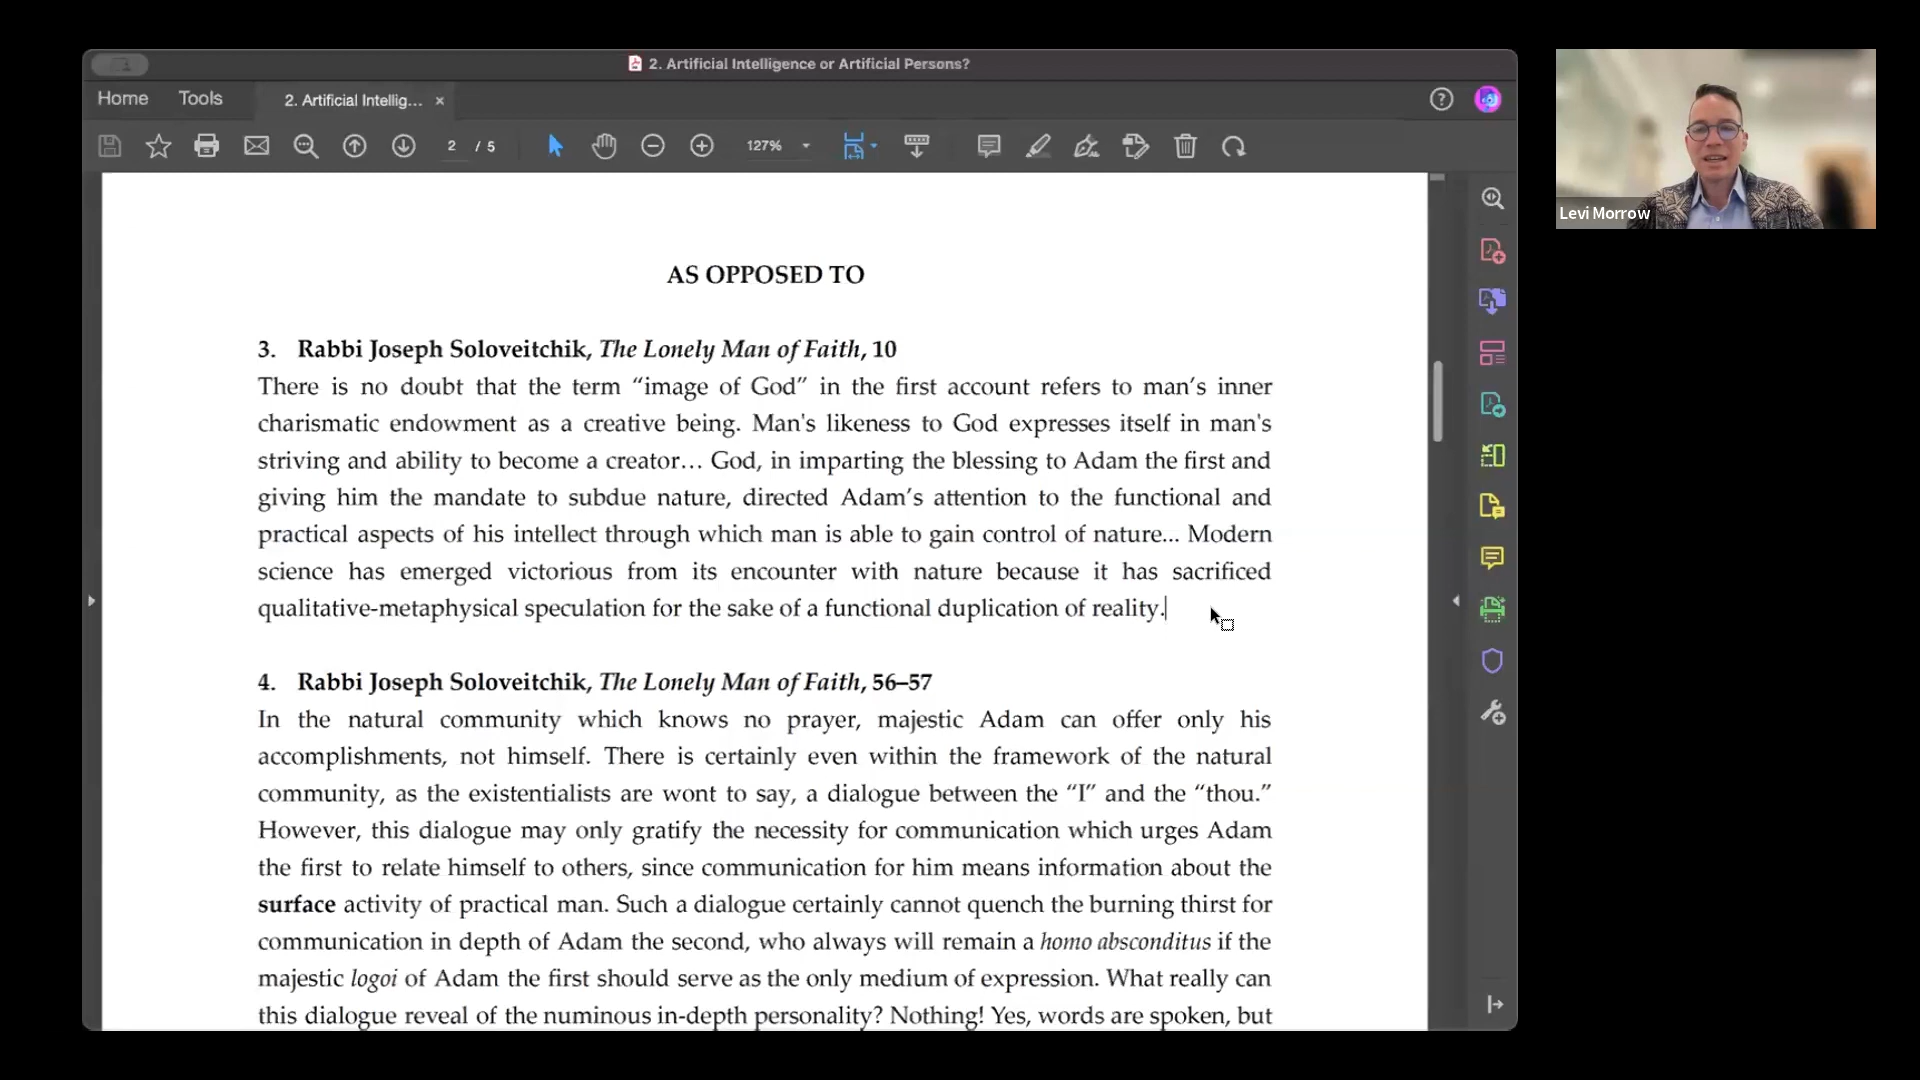 2. Artificial Intelligence or Artificial Persons?
Home Tools 2. Artificial Intellig... ×
2 / 5 127%
Levi Morrow
AS OPPOSED TO
3. Rabbi Joseph Soloveitchik, The Lonely Man of Faith, 10
There is no doubt that the term “image of God” in the first account refers to man’s inner
charismatic endowment as a creative being. Man's likeness to God expresses itself in man's
striving and ability to become a creator… God, in imparting the blessing to Adam the first and
giving him the mandate to subdue nature, directed Adam’s attention to the functional and
practical aspects of his intellect through which man is able to gain control of nature... Modern
science has emerged victorious from its encounter with nature because it has sacrificed
qualitative-metaphysical speculation for the sake of a functional duplication of reality.
4. Rabbi Joseph Soloveitchik, The Lonely Man of Faith, 56–57
In the natural community which knows no prayer, majestic Adam can offer only his
accomplishments, not himself. There is certainly even within the framework of the natural
community, as the existentialists are wont to say, a dialogue between the “I” and the “thou.”
However, this dialogue may only gratify the necessity for communication which urges Adam
the first to relate himself to others, since communication for him means information about the
surface activity of practical man. Such a dialogue certainly cannot quench the burning thirst for
communication in depth of Adam the second, who always will remain a homo absconditus if the
majestic logoi of Adam the first should serve as the only medium of expression. What really can
this dialogue reveal of the numinous in-depth personality? Nothing! Yes, words are spoken, but